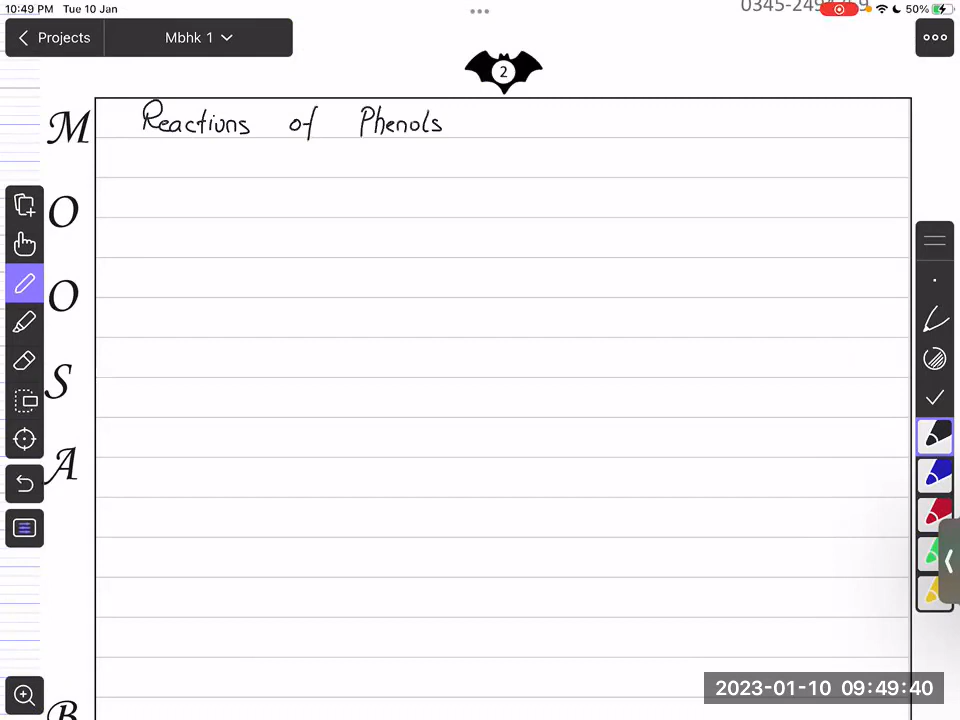 10:49 PM Tue 10 Jan
50%
Projects
Mbhk 1
2
Reactions of Phenols
M
O
O
S
A
B
2023-01-10 09:49:40